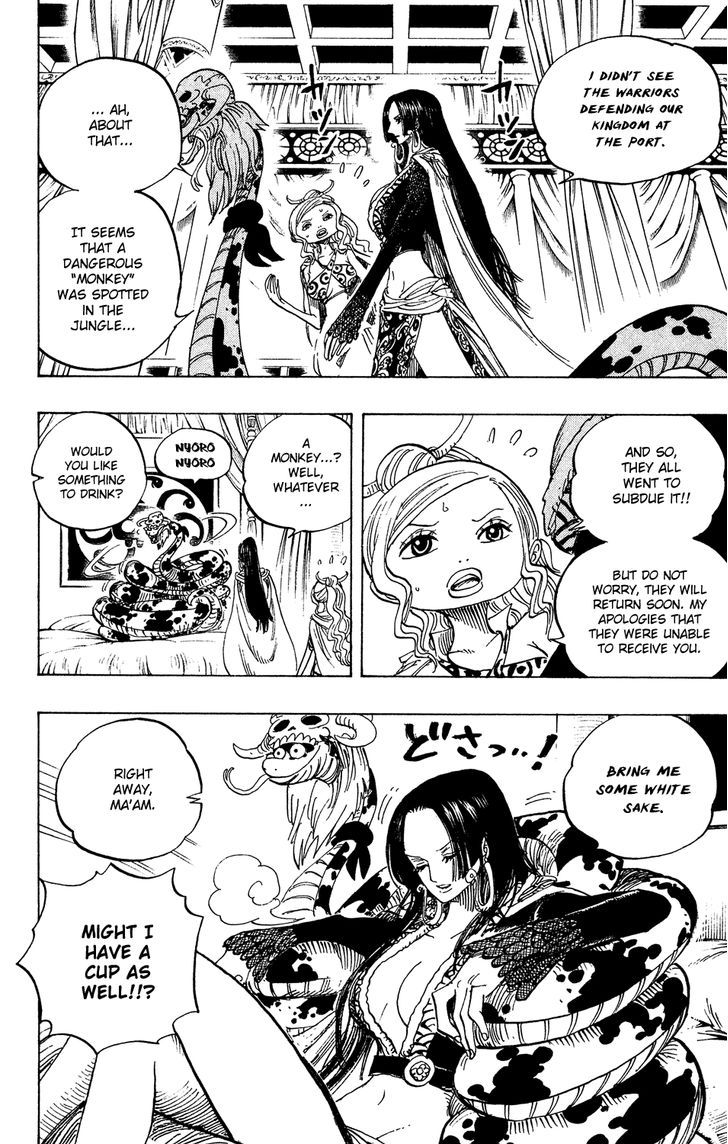 I DIDN'T SEE
THE WARRIORS
DEFENDING OUR
KINGDOM AT
THE PORT.
カッ
カッ
... AH,
ABOUT
THAT...
IT SEEMS
THAT A
DANGEROUS
"MONKEY"
WAS SPOTTED
IN THE
JUNGLE...
AND SO,
THEY ALL
WENT TO
SUBDUE IT!!
BUT DO NOT
WORRY, THEY WILL
RETURN SOON. MY
APOLOGIES THAT
THEY WERE UNABLE
TO RECEIVE YOU.
A
MONKEY...?
WELL,
WHATEVER
...
NYORO
NYORO
WOULD
YOU LIKE
SOMETHING
TO DRINK?
BRING ME
SOME WHITE
SAKE.
どさっ‥!
RIGHT
AWAY,
MA'AM.
MIGHT I
HAVE A
CUP AS
WELL!!?